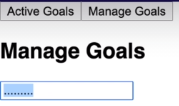 Active Goals Manage Goals
Manage Goals
.........